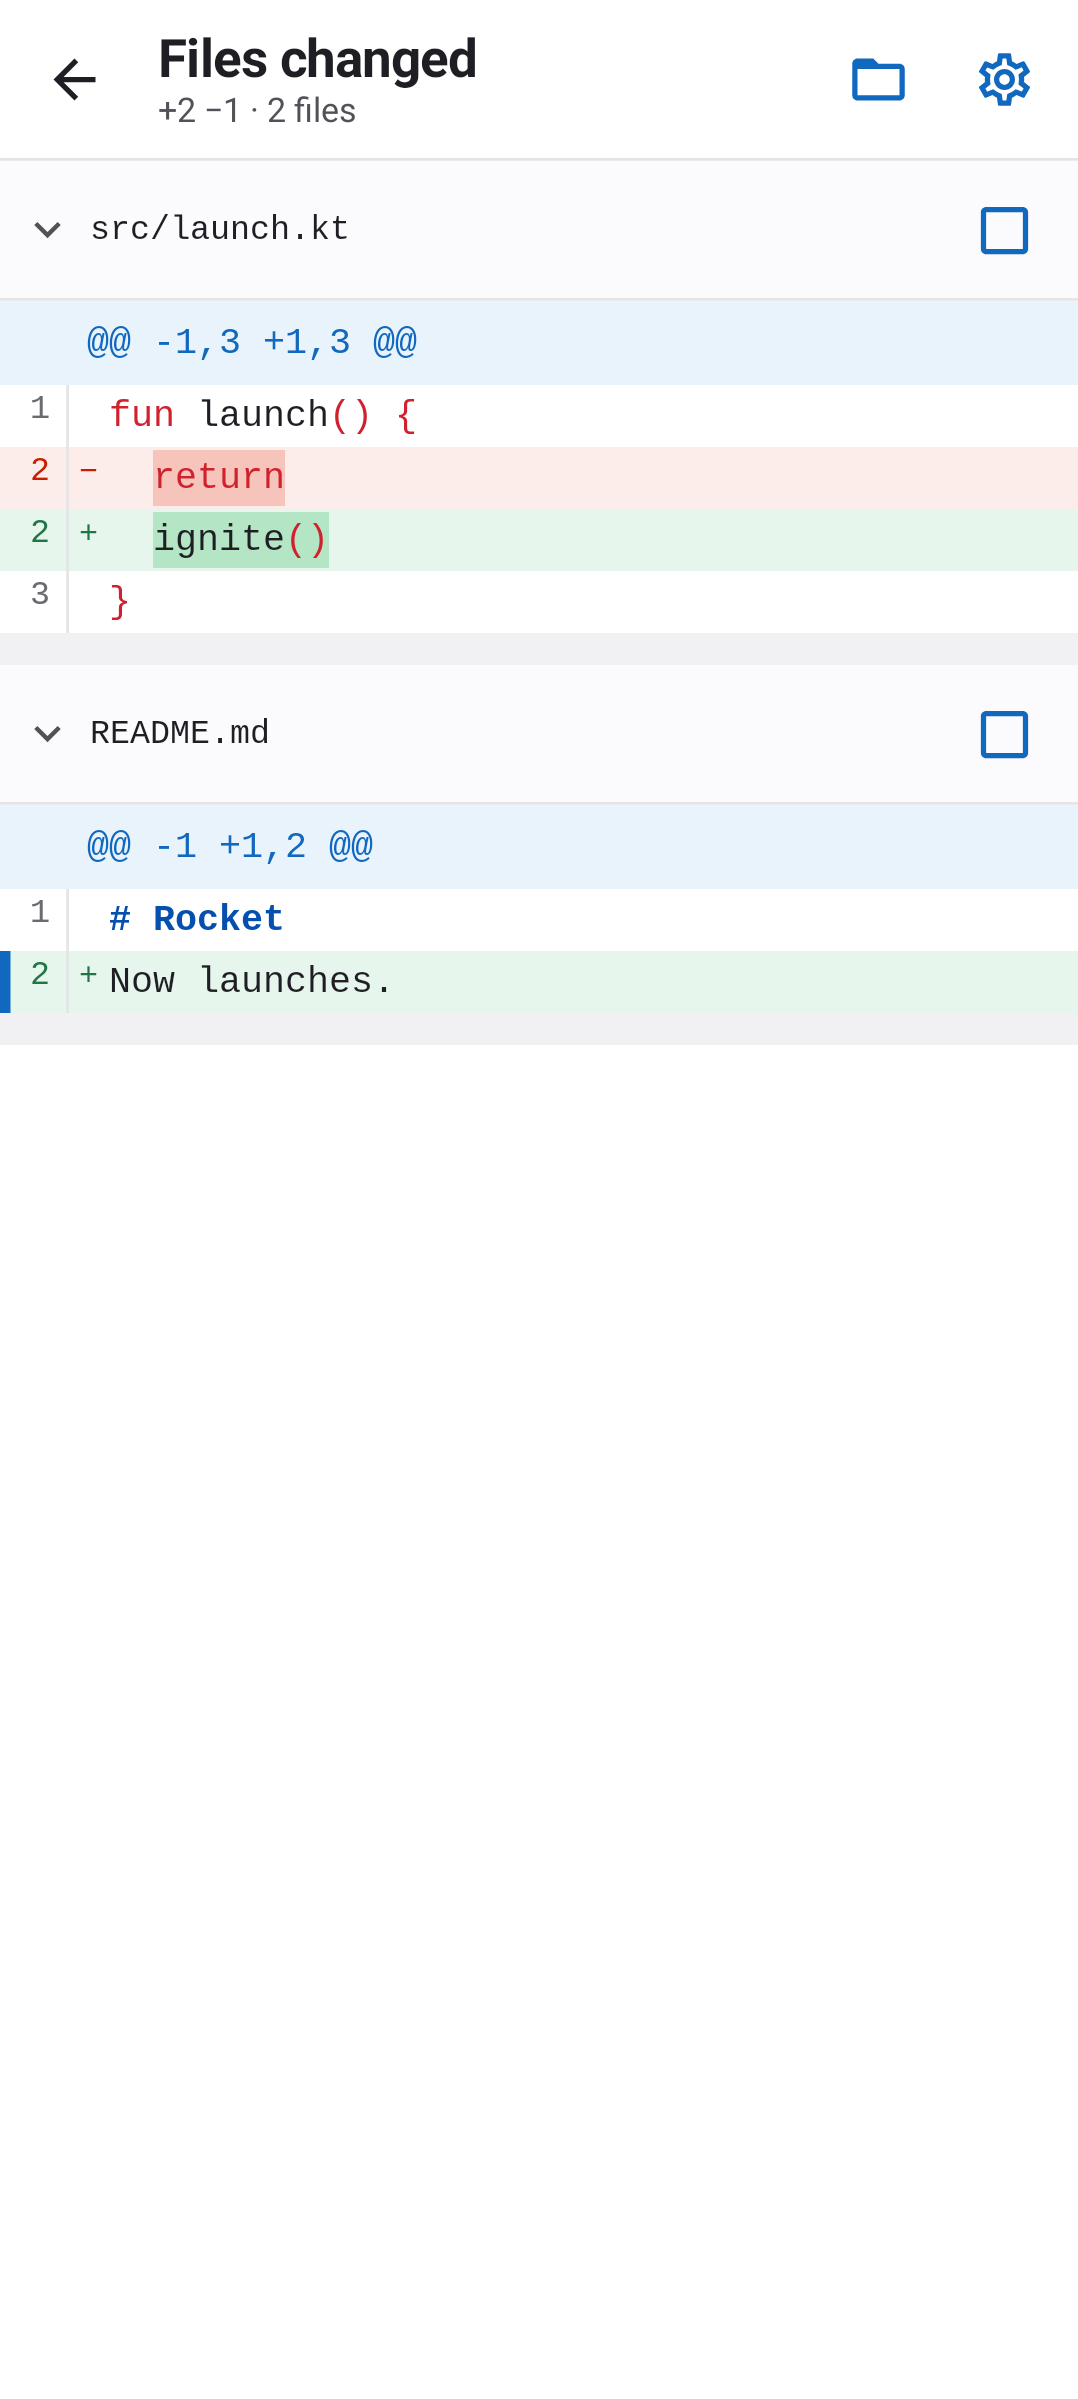 Files changed
+2 −1 · 2 files
src/launch.kt
@@ -1,3 +1,3 @@
1 fun launch() {
2 −   return
2 +   ignite()
3 }
README.md
@@ -1 +1,2 @@
1 # Rocket
2 + Now launches.